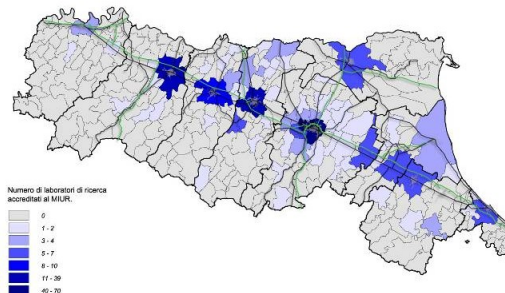 Numero di laboratori di ricerca
accreditati al MIUR.
0
1 - 2
3 - 4
5 - 7
8 - 10
11 - 39
40 - 70